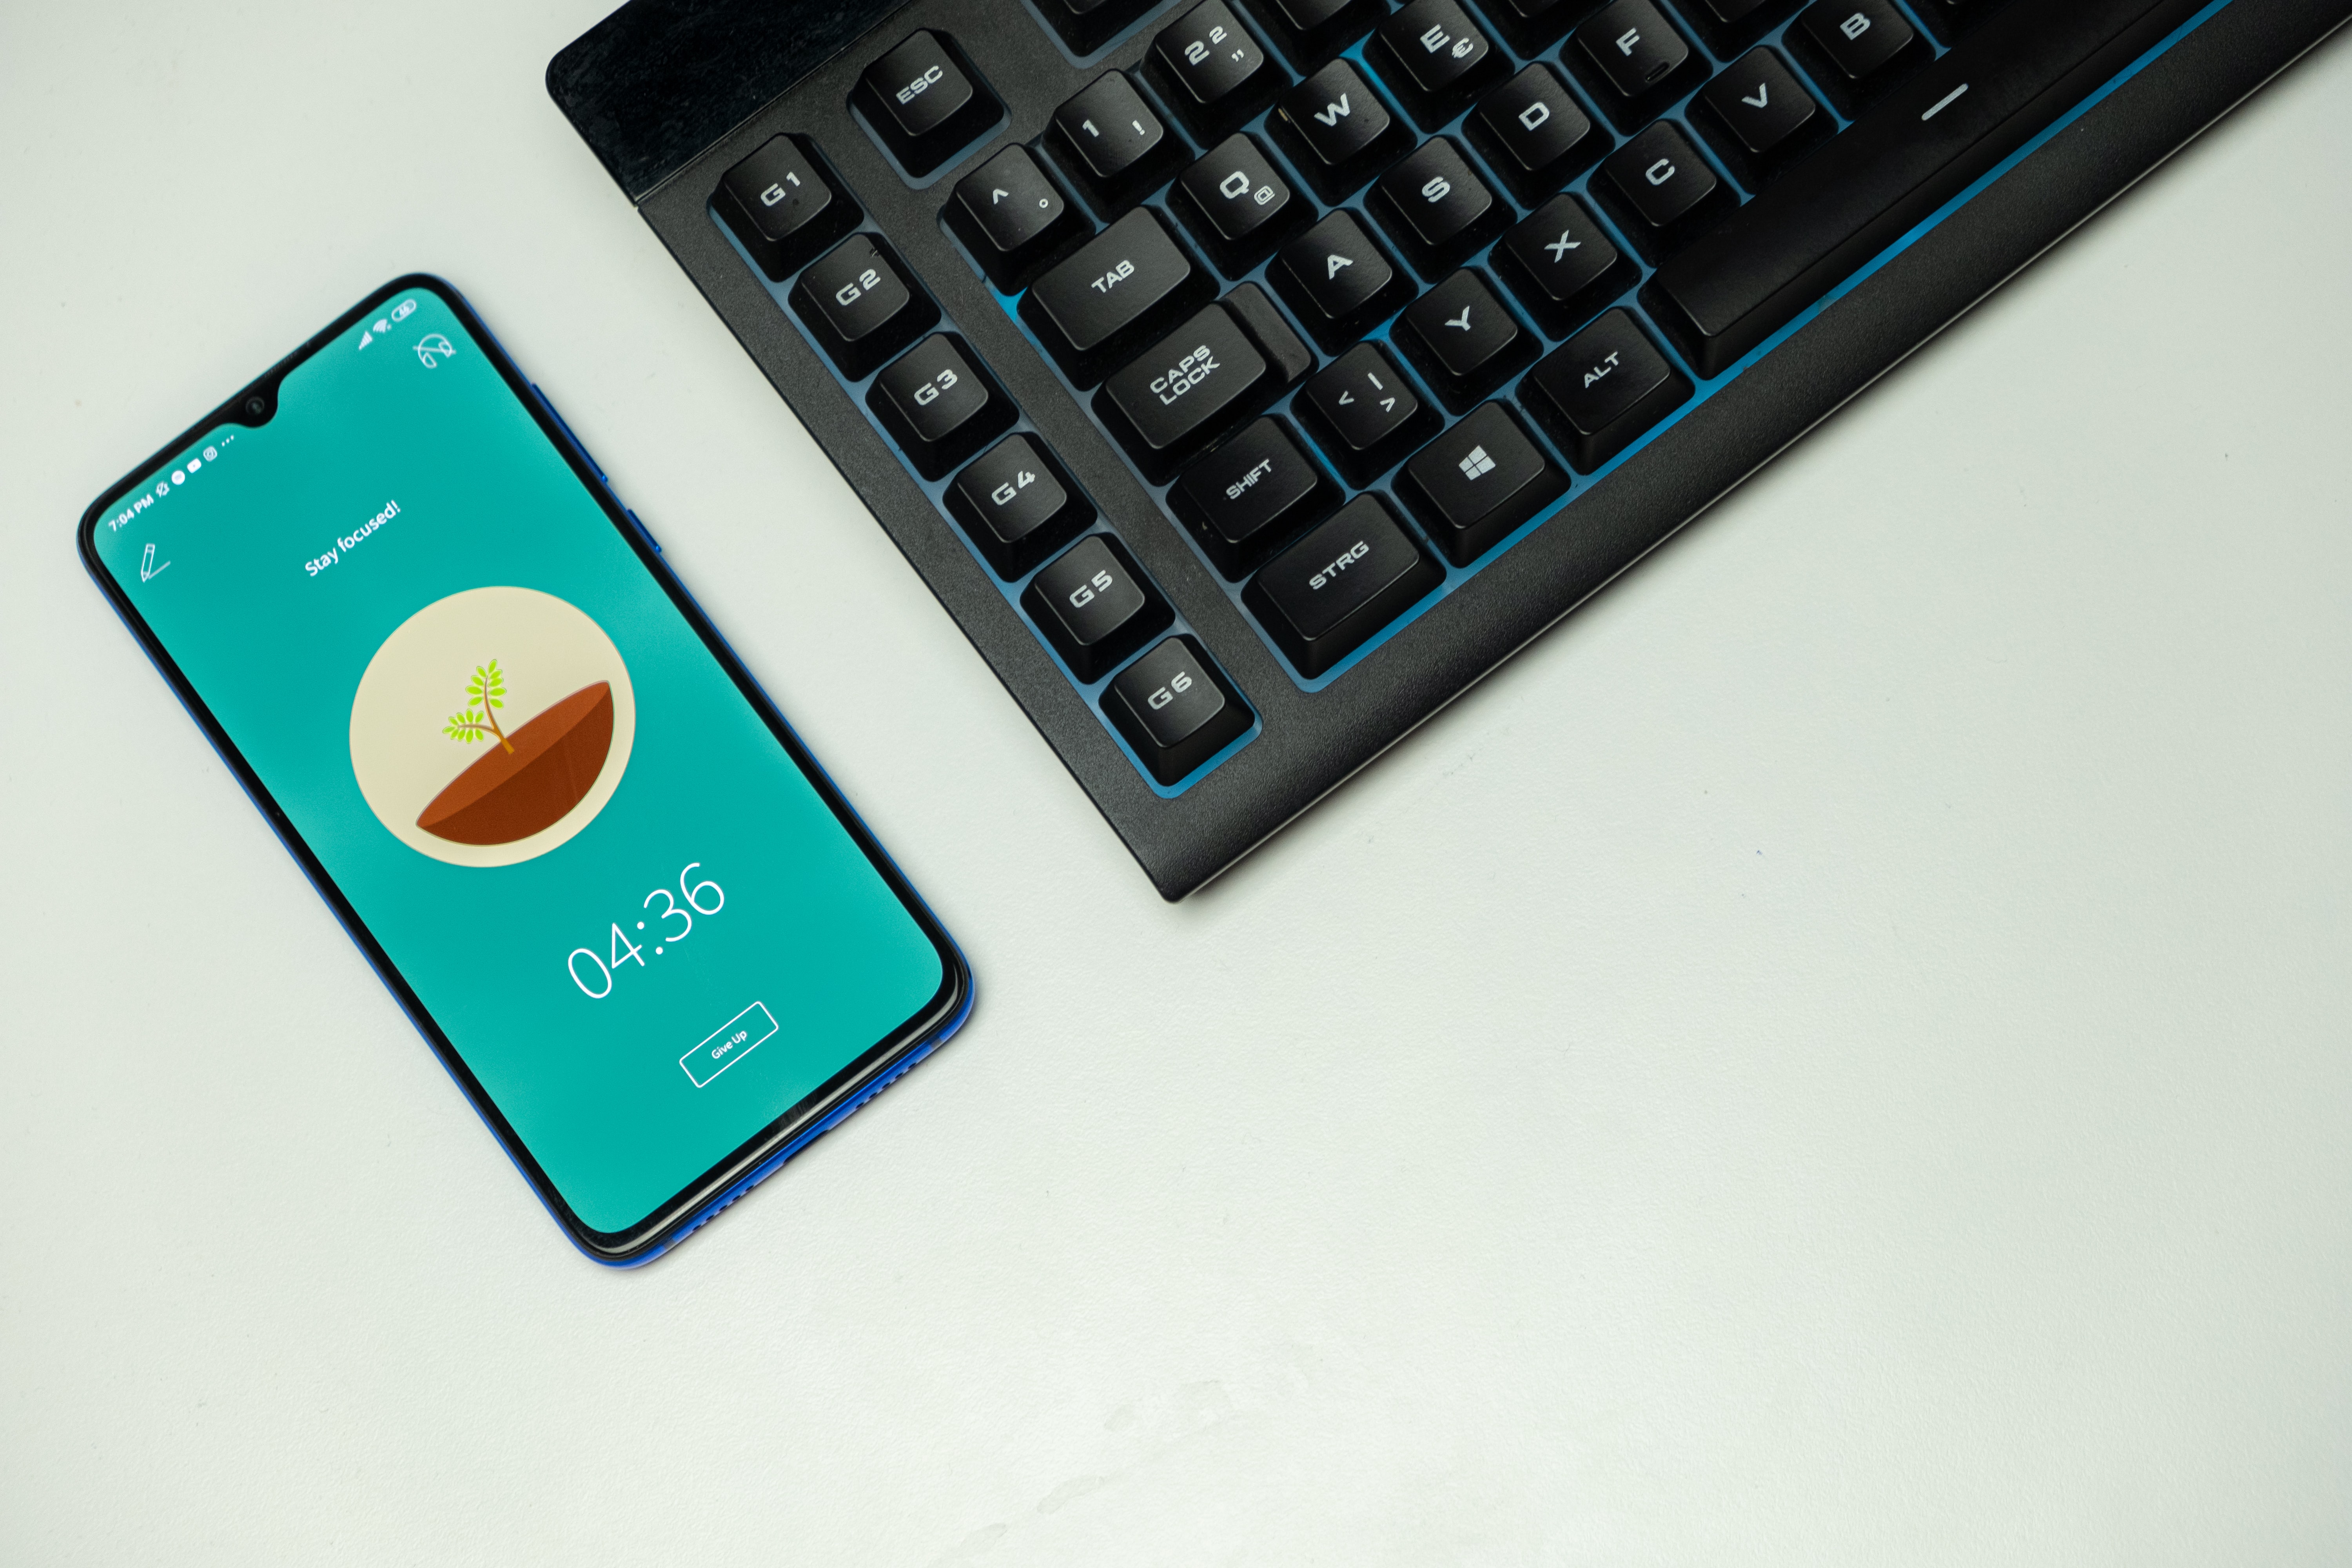 7:04 PM
Stay focused!
04:36
Give Up
ESC
G1
G2
G3
G4
G5
G6
^ °
1 !
2 ² "
TAB
Q @
W
E €
CAPS
LOCK
A
S
D
F
SHIFT
< > |
Y
X
C
V
B
STRG
ALT